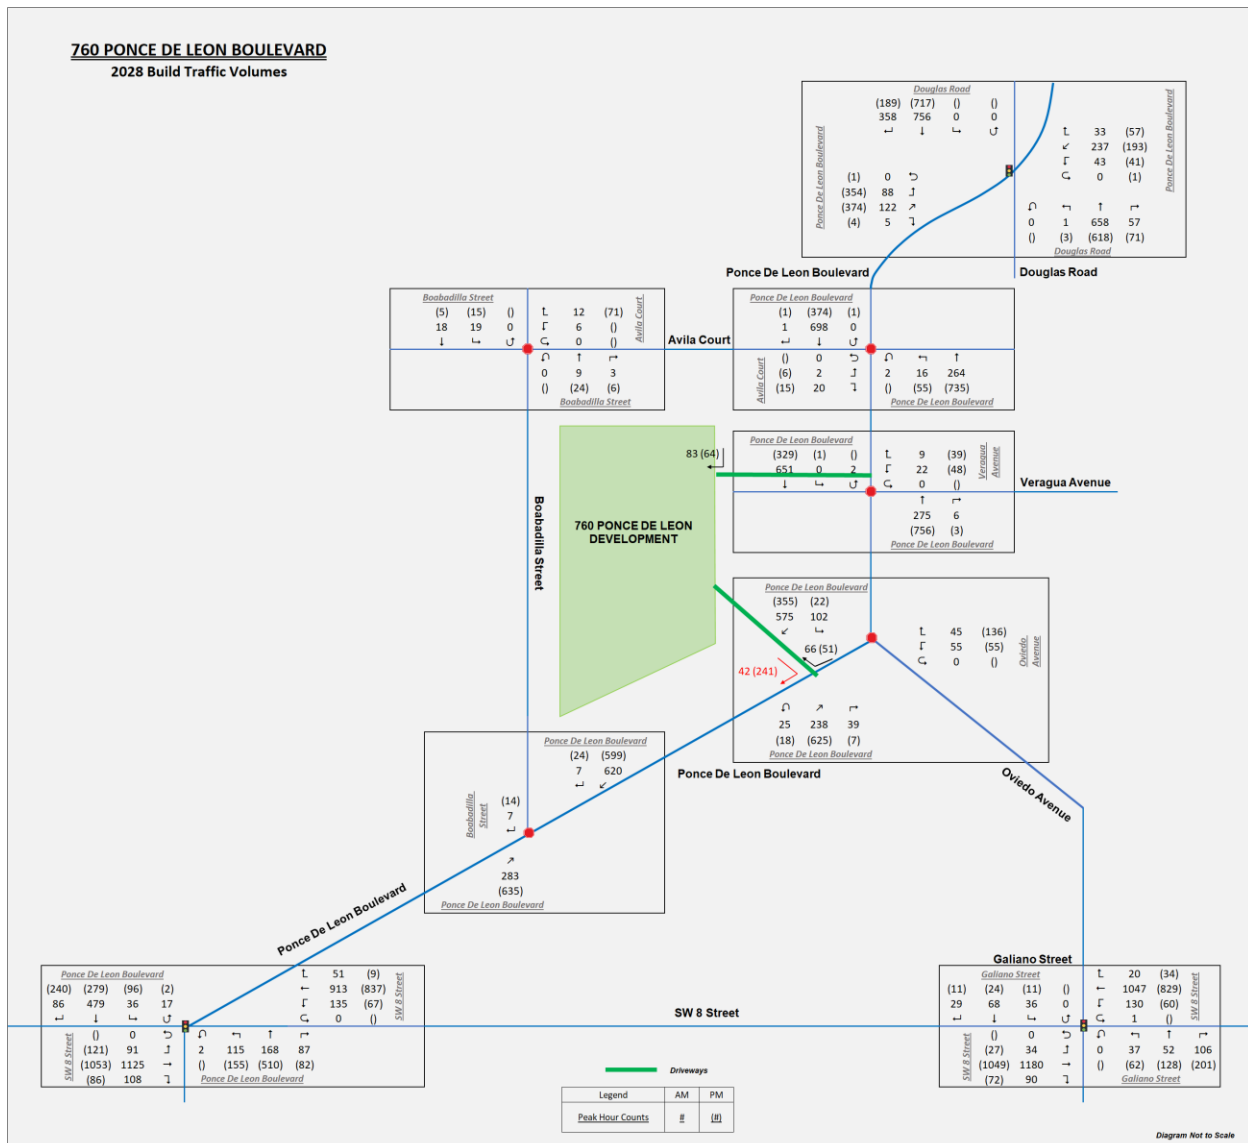 760 PONCE DE LEON BOULEVARD
2028 Build Traffic Volumes
Douglas Road
(189) (717) () ()
358 756 0 0
Ponce De Leon Boulevard
33 (57)
237 (193)
43 (41)
0 (1)
Ponce De Leon Boulevard
(1) 0
(354) 88
(374) 122
(4) 5
0 1 658 57
() (3) (618) (71)
Douglas Road
Ponce De Leon Boulevard
Douglas Road
Boabadilla Street
(5) (15) ()
18 19 0
12 (71)
6 ()
0 ()
Avila Court
0 9 3
() (24) (6)
Boabadilla Street
Avila Court
Ponce De Leon Boulevard
(1) (374) (1)
1 698 0
Avila Court
() 0
(6) 2
(15) 20
2 16 264
() (55) (735)
Ponce De Leon Boulevard
83 (64)
Ponce De Leon Boulevard
(329) (1) ()
651 0 2
9 (39)
22 (48)
0 ()
Veragua
Avenue
275 6
(756) (3)
Ponce De Leon Boulevard
Veragua Avenue
Boabadilla Street
760 PONCE DE LEON
DEVELOPMENT
Ponce De Leon Boulevard
(355) (22)
575 102
45 (136)
55 (55)
0 ()
Oviedo
Avenue
66 (51)
42 (241)
25 238 39
(18) (625) (7)
Ponce De Leon Boulevard
Ponce De Leon Boulevard
Oviedo Avenue
Ponce De Leon Boulevard
(24) (599)
7 620
Boabadilla
Street
(14)
7
283
(635)
Ponce De Leon Boulevard
Ponce De Leon Boulevard
Ponce De Leon Boulevard
(240) (279) (96) (2)
86 479 36 17
51 (9)
913 (837)
135 (67)
0 ()
SW 8 Street
SW 8 Street
() 0
(121) 91
(1053) 1125
(86) 108
2 115 168 87
() (155) (510) (82)
Ponce De Leon Boulevard
SW 8 Street
Galiano Street
Galiano Street
(11) (24) (11) ()
29 68 36 0
20 (34)
1047 (829)
130 (60)
1 ()
SW 8 Street
SW 8 Street
() 0
(27) 34
(1049) 1180
(72) 90
0 37 52 106
() (62) (128) (201)
Galiano Street
Driveways
Legend AM PM
Peak Hour Counts # (#)
Diagram Not to Scale